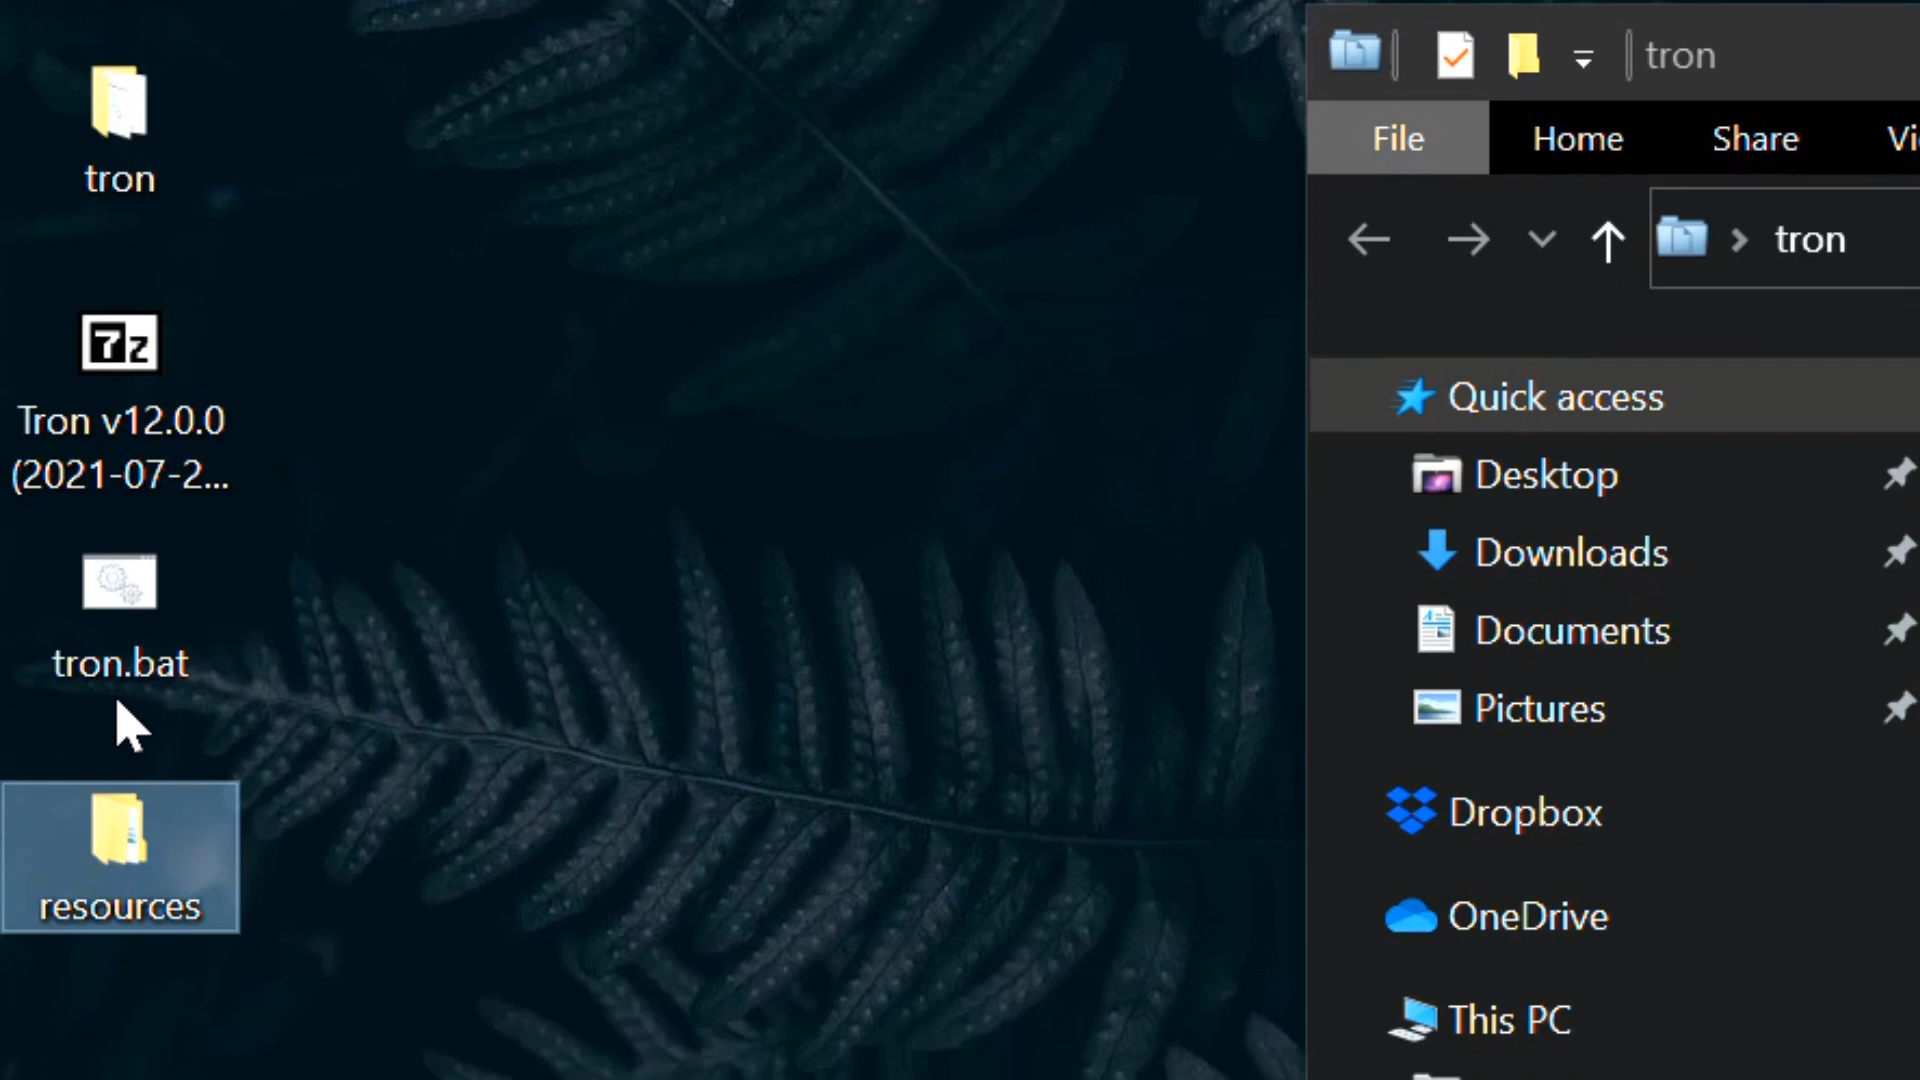 tron
7z
Tron v12.0.0
(2021-07-2...
tron.bat
resources
tron
File
Home
Share
Vi
tron
Quick access
Desktop
Downloads
Documents
Pictures
Dropbox
OneDrive
This PC